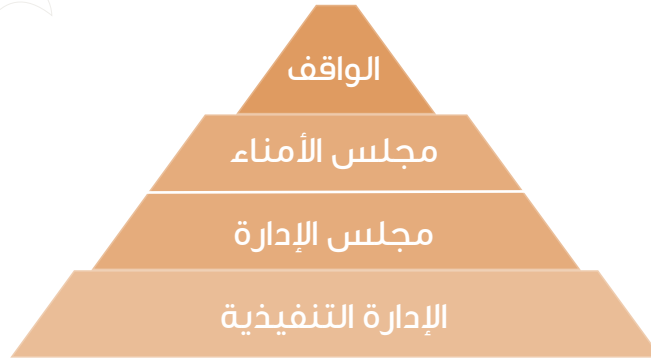 الواقف
مجلس الأمناء
مجلس الإدارة
الإدارة التنفيذية